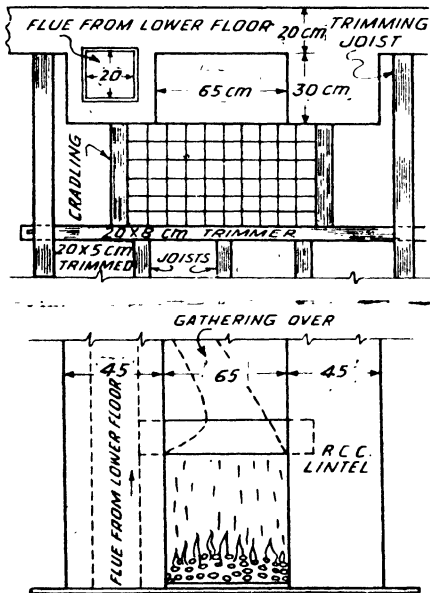 FLUE FROM LOWER FLOOR
20 cm
TRIMMING
JOIST
20
65 cm
30 cm
CRADLING
20 X 8 cm TRIMMER
20 X 5 cm
TRIMMED
JOISTS
GATHERING OVER
45
65
45
FLUE FROM LOWER FLOOR
R.C.C.
LINTEL